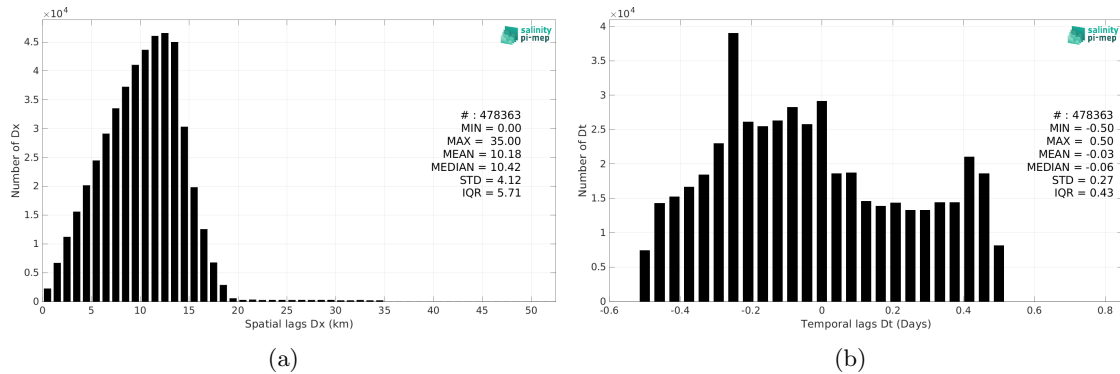 ×10⁴
4.5
4
3.5
3
2.5
2
1.5
1
0.5
0
Number of Dx
0 5 10 15 20 25 30 35 40 45 50
Spatial lags Dx (km)
salinity
pi-mep
# : 478363
MIN = 0.00
MAX = 35.00
MEAN = 10.18
MEDIAN = 10.42
STD = 4.12
IQR = 5.71
(a)
×10⁴
4
3.5
3
2.5
2
1.5
1
0.5
0
Number of Dt
-0.6 -0.4 -0.2 0 0.2 0.4 0.6 0.8
Temporal lags Dt (Days)
salinity
pi-mep
# : 478363
MIN = -0.50
MAX = 0.50
MEAN = -0.03
MEDIAN = -0.06
STD = 0.27
IQR = 0.43
(b)